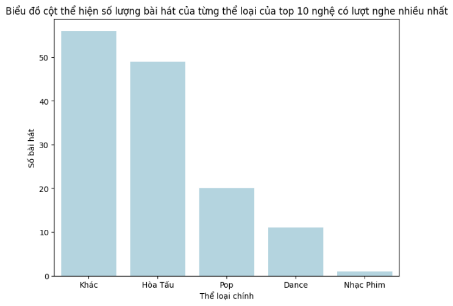 Biểu đồ cột thể hiện số lượng bài hát của từng thể loại của top 10 nghệ có lượt nghe nhiều nhất
50
40
30
20
10
0
Số bài hát
Khác Hòa Tấu Pop Dance Nhạc Phim
Thể loại chính